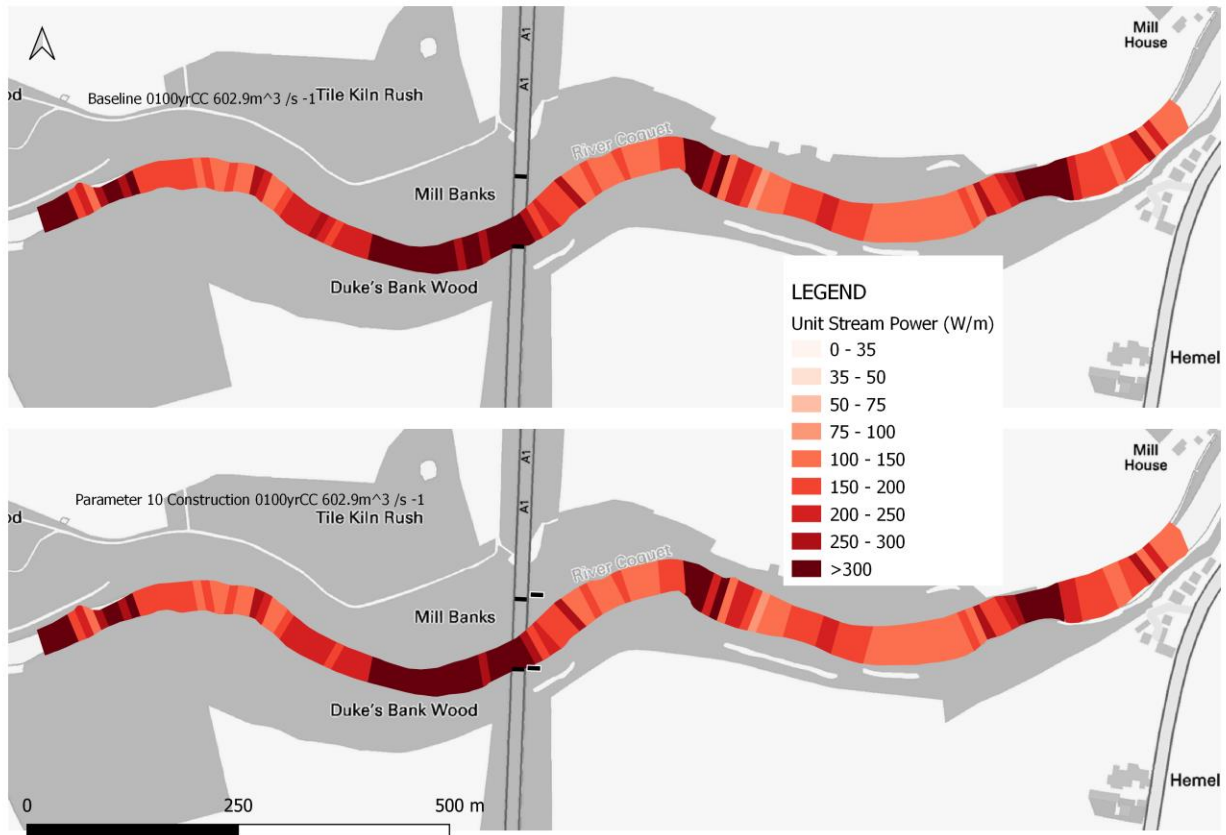 Mill
House
A1
A1
od
Baseline 0100yrCC 602.9m^3 /s -1
Tile Kiln Rush
River Coquet
Mill Banks
Duke's Bank Wood
LEGEND
Unit Stream Power (W/m)
0 - 35
35 - 50
50 - 75
75 - 100
100 - 150
150 - 200
200 - 250
250 - 300
>300
Hemel
Mill
House
A1
A1
Parameter 10 Construction 0100yrCC 602.9m^3 /s -1
od
Tile Kiln Rush
River Coquet
Mill Banks
Duke's Bank Wood
Hemel
0
250
500 m